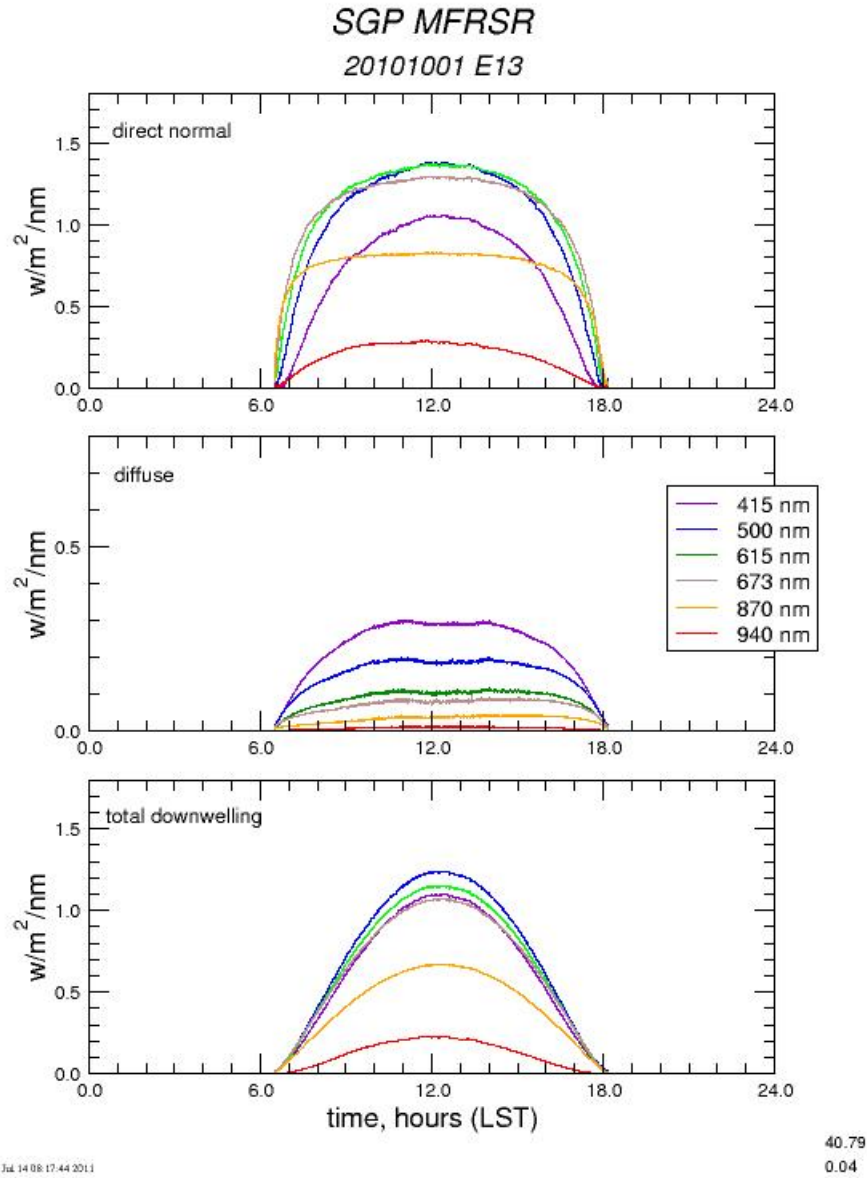 SGP MFRSR
20101001 E13
direct normal
w/m²/nm
1.5
1.0
0.5
0.0
0.0 6.0 12.0 18.0 24.0
diffuse
w/m²/nm
0.5
0.0
0.0 6.0 12.0 18.0 24.0
415 nm
500 nm
615 nm
673 nm
870 nm
940 nm
total downwelling
w/m²/nm
1.5
1.0
0.5
0.0
0.0 6.0 12.0 18.0 24.0
time, hours (LST)
40.79
0.04
Jul 14 08:17:44 2011